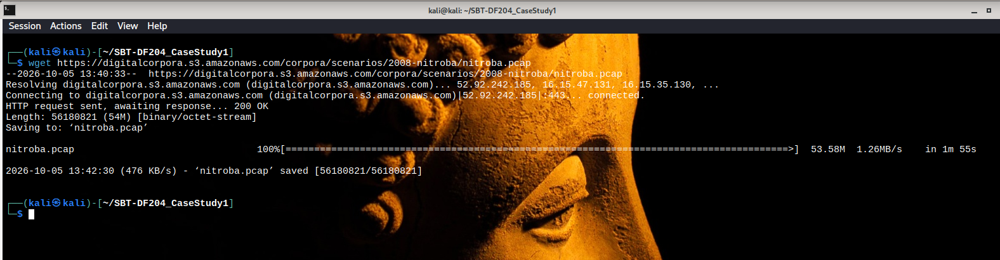 kali@kali: ~/SBT-DF204_CaseStudy1
Session Actions Edit View Help
┌──(kali㉿kali)-[~/SBT-DF204_CaseStudy1]
└─$ wget https://digitalcorpora.s3.amazonaws.com/corpora/scenarios/2008-nitroba/nitroba.pcap
--2026-10-05 13:40:33--  https://digitalcorpora.s3.amazonaws.com/corpora/scenarios/2008-nitroba/nitroba.pcap
Resolving digitalcorpora.s3.amazonaws.com (digitalcorpora.s3.amazonaws.com)... 52.92.242.185, 16.15.47.131, 16.15.35.130, ...
Connecting to digitalcorpora.s3.amazonaws.com (digitalcorpora.s3.amazonaws.com)|52.92.242.185|:443... connected.
HTTP request sent, awaiting response... 200 OK
Length: 56180821 (54M) [binary/octet-stream]
Saving to: ‘nitroba.pcap’
nitroba.pcap 100%[========================================================================================>] 53.58M 1.26MB/s in 1m 55s
2026-10-05 13:42:30 (476 KB/s) - ‘nitroba.pcap’ saved [56180821/56180821]
┌──(kali㉿kali)-[~/SBT-DF204_CaseStudy1]
└─$